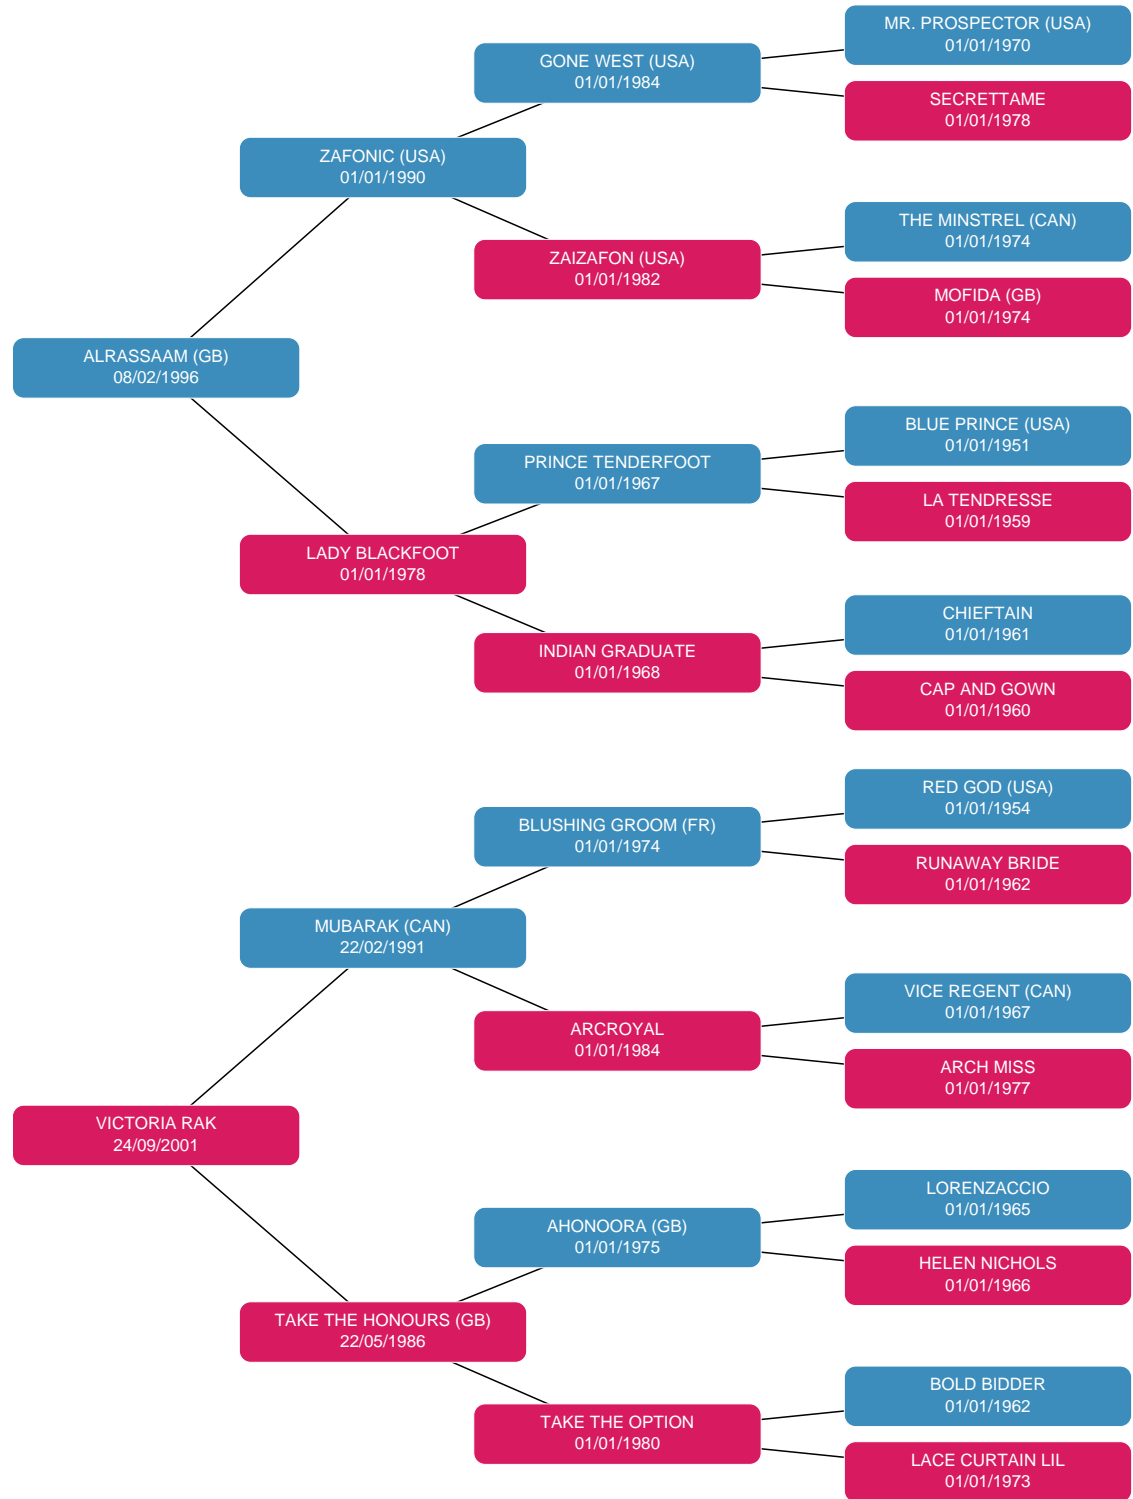 MR. PROSPECTOR (USA)
01/01/1970
GONE WEST (USA)
01/01/1984
SECRETTAME
01/01/1978
ZAFONIC (USA)
01/01/1990
THE MINSTREL (CAN)
01/01/1974
ZAIZAFON (USA)
01/01/1982
MOFIDA (GB)
01/01/1974
ALRASSAAM (GB)
08/02/1996
BLUE PRINCE (USA)
01/01/1951
PRINCE TENDERFOOT
01/01/1967
LA TENDRESSE
01/01/1959
LADY BLACKFOOT
01/01/1978
CHIEFTAIN
01/01/1961
INDIAN GRADUATE
01/01/1968
CAP AND GOWN
01/01/1960
RED GOD (USA)
01/01/1954
BLUSHING GROOM (FR)
01/01/1974
RUNAWAY BRIDE
01/01/1962
MUBARAK (CAN)
22/02/1991
VICE REGENT (CAN)
01/01/1967
ARCROYAL
01/01/1984
ARCH MISS
01/01/1977
VICTORIA RAK
24/09/2001
LORENZACCIO
01/01/1965
AHONOORA (GB)
01/01/1975
HELEN NICHOLS
01/01/1966
TAKE THE HONOURS (GB)
22/05/1986
BOLD BIDDER
01/01/1962
TAKE THE OPTION
01/01/1980
LACE CURTAIN LIL
01/01/1973